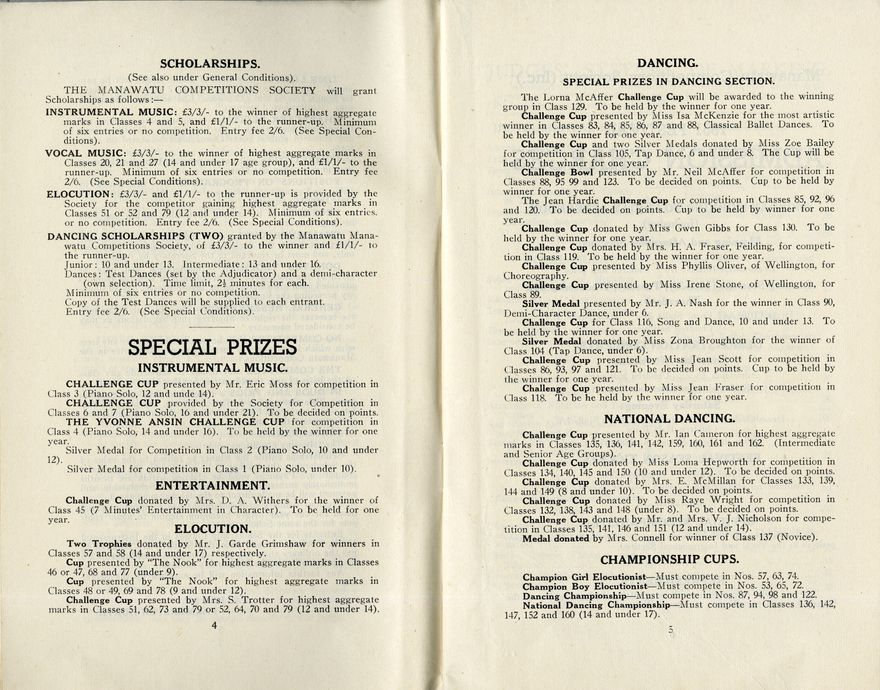 SCHOLARSHIPS.
(See also under General Conditions).
THE MANAWATU COMPETITIONS SOCIETY will grant
Scholarships as follows:—
INSTRUMENTAL MUSIC: £3/3/- to the winner of highest aggregate
marks in Classes 4 and 5, and £1/1/- to the runner-up. Minimum
of six entries or no competition. Entry fee 2/6. (See Special Con-
ditions).
VOCAL MUSIC: £3/3/- to the winner of highest aggregate marks in
Classes 20, 21 and 27 (14 and under 17 age group), and £1/1/- to the
runner-up. Minimum of six entries or no competition. Entry fee
2/6. (See Special Conditions).
ELOCUTION: £3/3/- and £1/1/- to the runner-up is provided by the
Society for the competitor gaining highest aggregate marks in
Classes 51 or 52 and 79 (12 and under 14). Minimum of six entries.
or no competition. Entry fee 2/6. (See Special Conditions).
DANCING SCHOLARSHIPS (TWO) granted by the Manawatu Mana-
watu Competitions Society, of £3/3/- to the winner and £1/1/- to
the runner-up.
Junior: 10 and under 13. Intermediate: 13 and under 16.
Dances: Test Dances (set by the Adjudicator) and a demi-character
(own selection). Time limit, 2½ minutes for each.
Minimum of six entries or no competition.
Copy of the Test Dances will be supplied to each entrant.
Entry fee 2/6. (See Special Conditions).
SPECIAL PRIZES
INSTRUMENTAL MUSIC.
CHALLENGE CUP presented by Mr. Eric Moss for competition in
Class 3 (Piano Solo, 12 and unde 14).
CHALLENGE CUP provided by the Society for Competition in
Classes 6 and 7 (Piano Solo, 16 and under 21). To be decided on points.
THE YVONNE ANSIN CHALLENGE CUP for competition in
Class 4 (Piano Solo, 14 and under 16). To be held by the winner for one
year.
Silver Medal for Competition in Class 2 (Piano Solo, 10 and under
12).
Silver Medal for competition in Class 1 (Piano Solo, under 10).
ENTERTAINMENT.
Challenge Cup donated by Mrs. D. A. Withers for the winner of
Class 45 (7 Minutes' Entertainment in Character). To be held for one
year.
ELOCUTION.
Two Trophies donated by Mr. J. Garde Grimshaw for winners in
Classes 57 and 58 (14 and under 17) respectively.
Cup presented by "The Nook" for highest aggregate marks in Classes
46 or 47, 68 and 77 (under 9).
Cup presented by "The Nook" for highest aggregate marks in
Classes 48 or 49, 69 and 78 (9 and under 12).
Challenge Cup presented by Mrs. S. Trotter for highest aggregate
marks in Classes 51, 62, 73 and 79 or 52, 64, 70 and 79 (12 and under 14).
4
DANCING.
SPECIAL PRIZES IN DANCING SECTION.
The Lorna McAffer Challenge Cup will be awarded to the winning
group in Class 129. To be held by the winner for one year.
Challenge Cup presented by Miss Isa McKenzie for the most artistic
winner in Classes 83, 84, 85, 86, 87 and 88, Classical Ballet Dances. To
be held by the winner for one year.
Challenge Cup and two Silver Medals donated by Miss Zoe Bailey
for competition in Class 105, Tap Dance, 6 and under 8. The Cup will be
held by the winner for one year.
Challenge Bowl presented by Mr. Neil McAffer for competition in
Classes 88, 95 99 and 123. To be decided on points. Cup to be held by
winner for one year.
The Jean Hardie Challenge Cup for competition in Classes 85, 92, 96
and 120. To be decided on points. Cup to be held by winner for one
year.
Challenge Cup donated by Miss Gwen Gibbs for Class 130. To be
held by the winner for one year.
Challenge Cup donated by Mrs. H. A. Fraser, Feilding, for competi-
tion in Class 119. To be held by the winner for one year.
Challenge Cup presented by Miss Phyllis Oliver, of Wellington, for
Choreography.
Challenge Cup presented by Miss Irene Stone, of Wellington, for
Class 89.
Silver Medal presented by Mr. J. A. Nash for the winner in Class 90,
Demi-Character Dance, under 6.
Challenge Cup for Class 116, Song and Dance, 10 and under 13. To
be held by the winner for one year.
Silver Medal donated by Miss Zona Broughton for the winner of
Class 104 (Tap Dance, under 6).
Challenge Cup presented by Miss Jean Scott for competition in
Classes 86, 93, 97 and 121. To be decided on points. Cup to be held by
the winner for one year.
Challenge Cup presented by Miss Jean Fraser for competition in
Class 118. To be he held by the winner for one year.
NATIONAL DANCING.
Challenge Cup presented by Mr. Ian Cameron for highest aggregate
marks in Classes 135, 136, 141, 142, 159, 160, 161 and 162. (Intermediate
and Senior Age Groups).
Challenge Cup donated by Miss Loma Hepworth for competition in
Classes 134, 140, 145 and 150 (10 and under 12). To be decided on points.
Challenge Cup donated by Mrs. E. McMillan for Classes 133, 139,
144 and 149 (8 and under 10). To be decided on points.
Challenge Cup donated by Miss Raye Wright for competition in
Classes 132, 138, 143 and 148 (under 8). To be decided on points.
Challenge Cup donated by Mr. and Mrs. V. J. Nicholson for compe-
tition in Classes 135, 141, 146 and 151 (12 and under 14).
Medal donated by Mrs. Connell for winner of Class 137 (Novice).
CHAMPIONSHIP CUPS.
Champion Girl Elocutionist—Must compete in Nos. 57, 63, 74.
Champion Boy Elocutionist—Must compete in Nos. 53, 65, 72.
Dancing Championship—Must compete in Nos. 87, 94, 98 and 122.
National Dancing Championship—Must compete in Classes 136, 142,
147, 152 and 160 (14 and under 17).
5